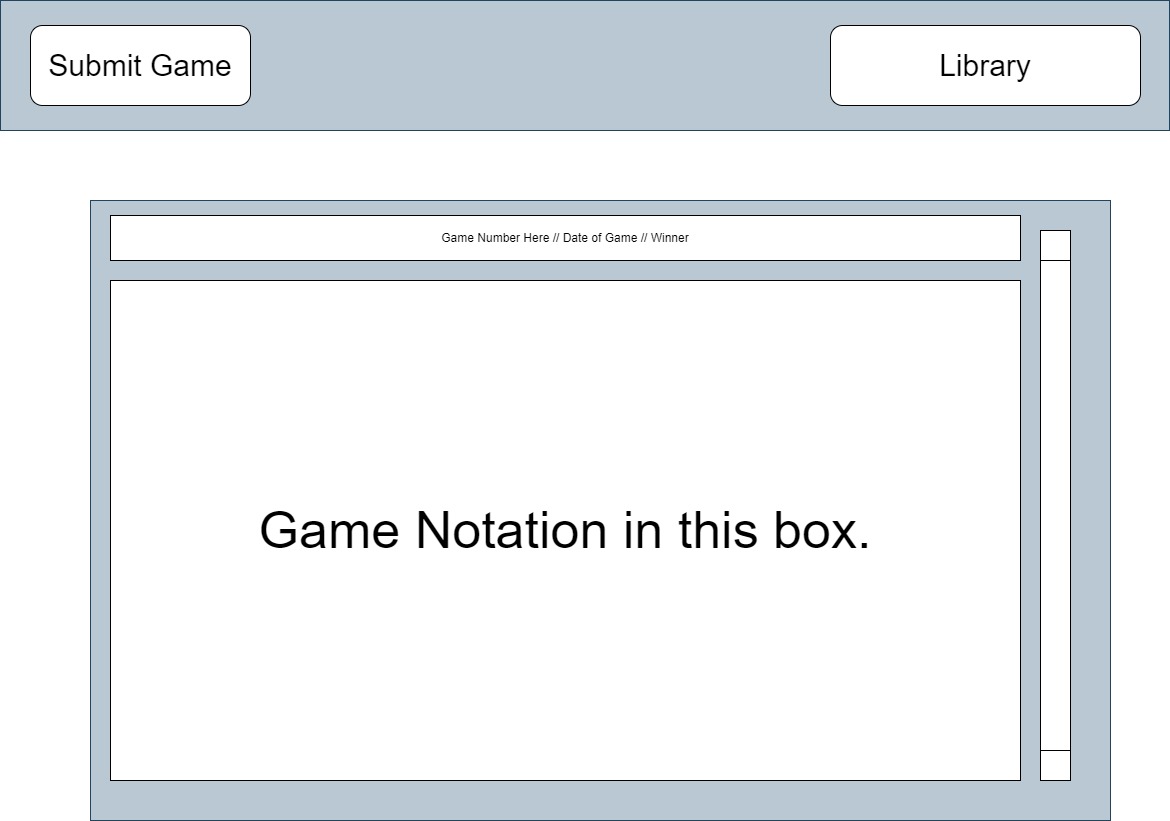 Submit Game
Library
Game Number Here // Date of Game // Winner
Game Notation in this box.